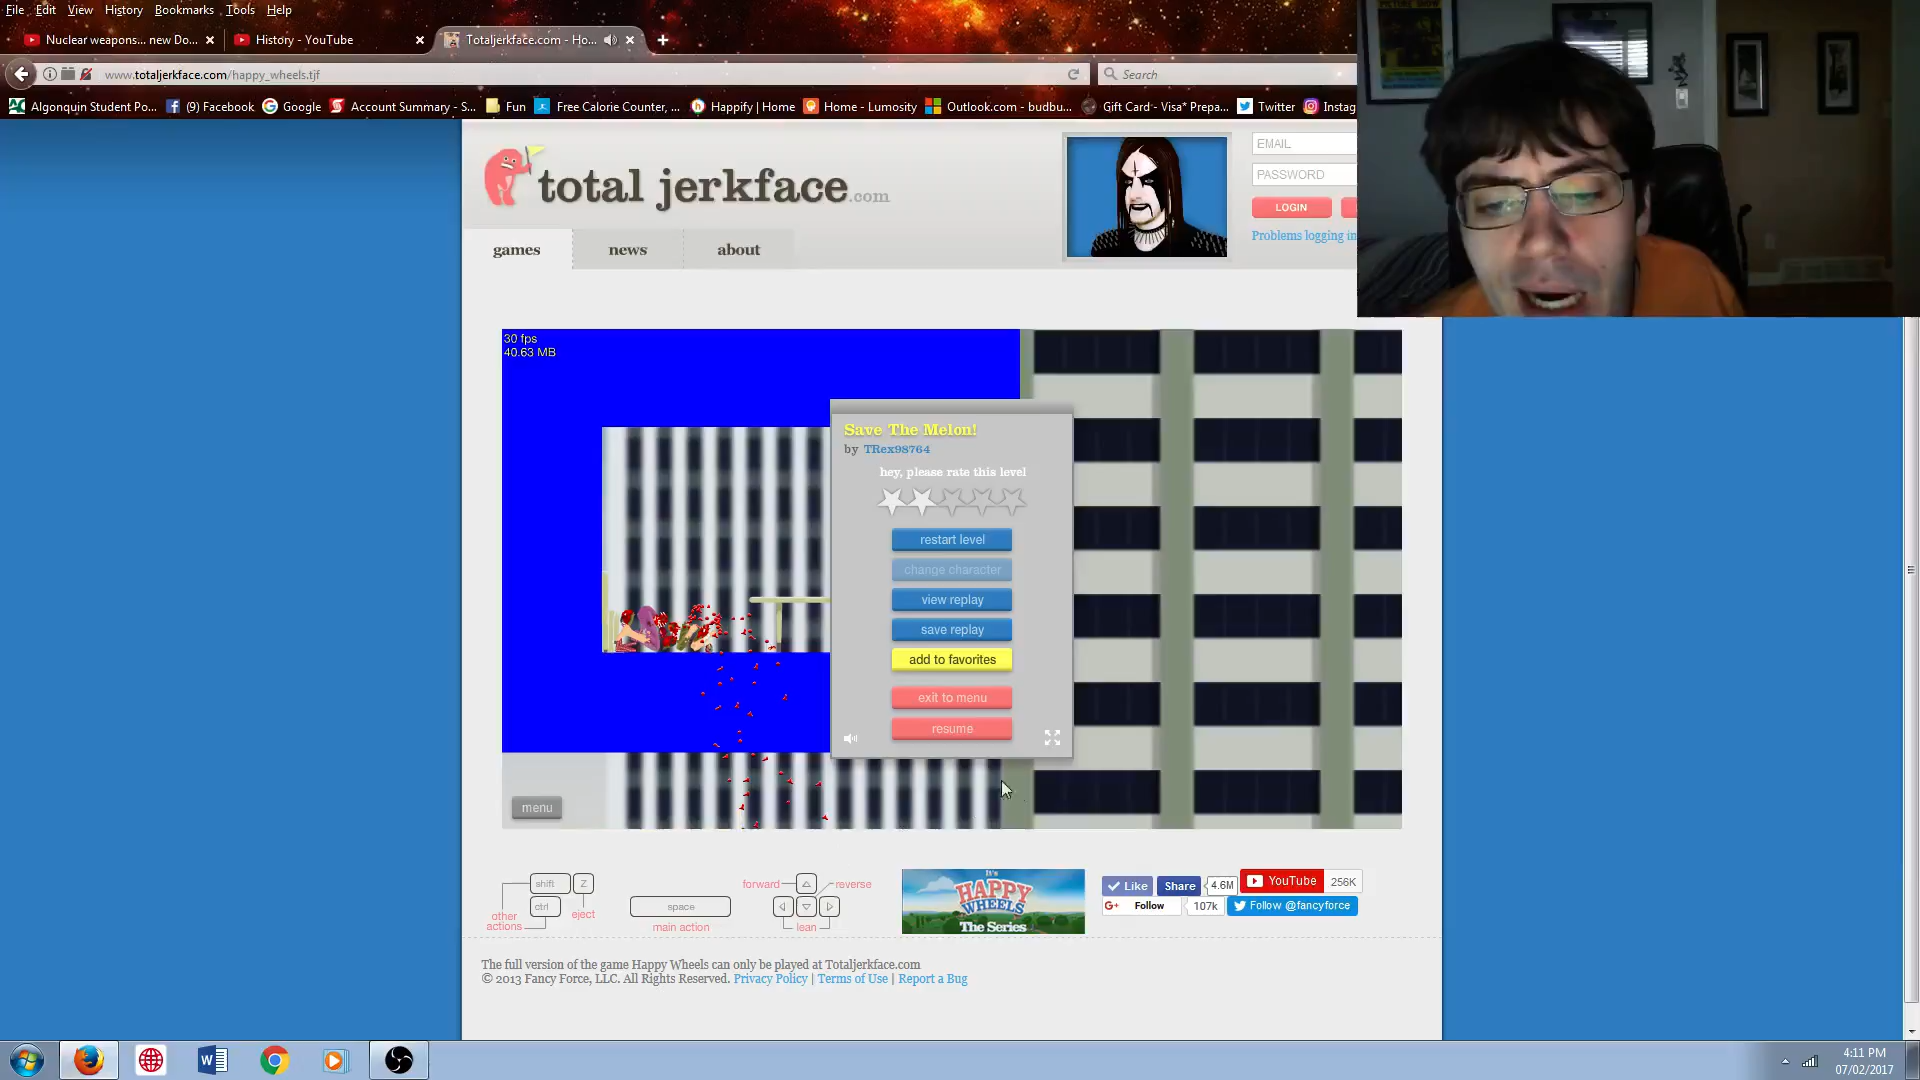 File Edit View History Bookmarks Tools Help
Nuclear weapons... new Do...
History - YouTube
Totaljerkface.com - Ho...
www.totaljerkface.com/happy_wheels.tjf
Search
Algonquin Student Po...
(9) Facebook
Google
Account Summary - S...
Fun
Free Calorie Counter, ...
Happify | Home
Home - Lumosity
Outlook.com - budbu...
Gift Card - Visa* Prepa...
Twitter
Instag
total jerkface.com
EMAIL
PASSWORD
LOGIN
Problems logging in
games
news
about
30 fps
40.63 MB
Save The Melon!
by TRex98764
hey, please rate this level
restart level
change character
view replay
save replay
add to favorites
exit to menu
resume
menu
shift
Z
ctrl
other actions
eject
space
main action
forward
reverse
lean
It's
HAPPY
WHEELS
The Series
Like
Share
4.6M
YouTube
256K
G+ Follow
107k
Follow @fancyforce
The full version of the game Happy Wheels can only be played at Totaljerkface.com
© 2013 Fancy Force, LLC. All Rights Reserved. Privacy Policy | Terms of Use | Report a Bug
4:11 PM
07/02/2017